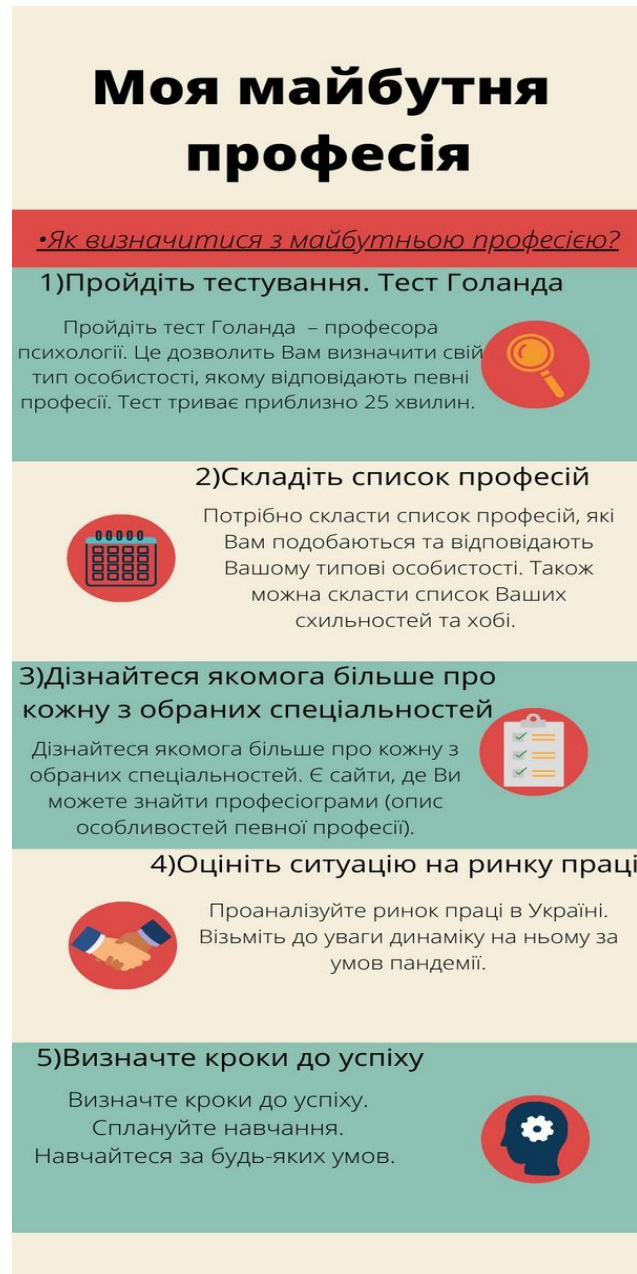 Моя майбутня
професія
•Як визначитися з майбутньою професією?
1)Пройдіть тестування. Тест Голанда
Пройдіть тест Голанда – професора
психології. Це дозволить Вам визначити свій
тип особистості, якому відповідають певні
професії. Тест триває приблизно 25 хвилин.
2)Складіть список професій
Потрібно скласти список професій, які
Вам подобаються та відповідають
Вашому типові особистості. Також
можна скласти список Ваших
схильностей та хобі.
3)Дізнайтеся якомога більше про
кожну з обраних спеціальностей
Дізнайтеся якомога більше про кожну з
обраних спеціальностей. Є сайти, де Ви
можете знайти професіограми (опис
особливостей певної професії).
4)Оцініть ситуацію на ринку праці
Проаналізуйте ринок праці в Україні.
Візьміть до уваги динаміку на ньому за
умов пандемії.
5)Визначте кроки до успіху
Визначте кроки до успіху.
Сплануйте навчання.
Навчайтеся за будь-яких умов.